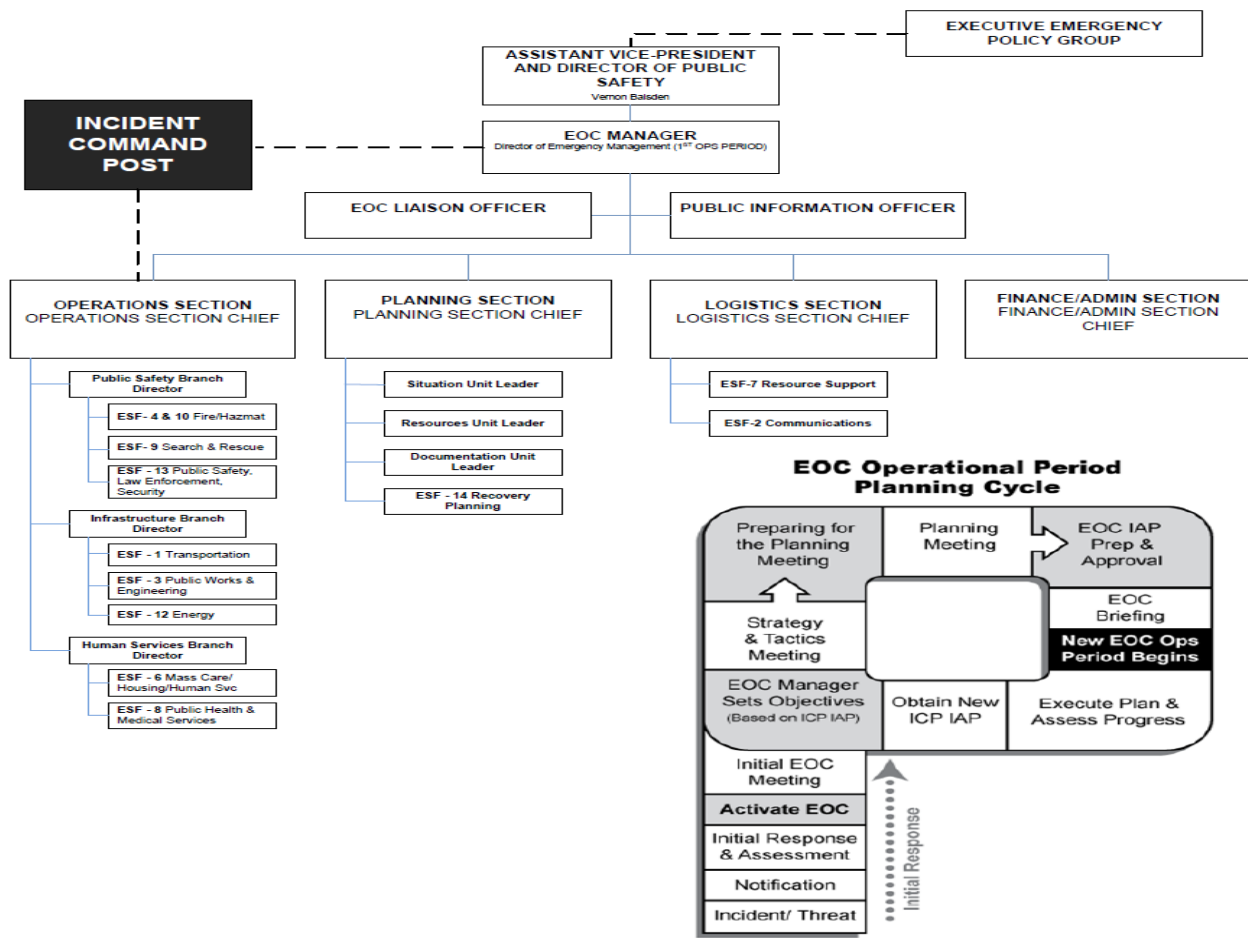 EXECUTIVE EMERGENCY
POLICY GROUP
ASSISTANT VICE-PRESIDENT
AND DIRECTOR OF PUBLIC
SAFETY
Vernon Balsden
INCIDENT
COMMAND
POST
EOC MANAGER
Director of Emergency Management (1ST OPS PERIOD)
EOC LIAISON OFFICER
PUBLIC INFORMATION OFFICER
OPERATIONS SECTION
OPERATIONS SECTION CHIEF
PLANNING SECTION
PLANNING SECTION CHIEF
LOGISTICS SECTION
LOGISTICS SECTION CHIEF
FINANCE/ADMIN SECTION
FINANCE/ADMIN SECTION
CHIEF
Public Safety Branch
Director
ESF- 4 & 10 Fire/Hazmat
ESF- 9 Search & Rescue
ESF - 13 Public Safety,
Law Enforcement,
Security
Infrastructure Branch
Director
ESF - 1 Transportation
ESF - 3 Public Works &
Engineering
ESF - 12 Energy
Human Services Branch
Director
ESF - 6 Mass Care/
Housing/Human Svc
ESF - 8 Public Health &
Medical Services
Situation Unit Leader
Resources Unit Leader
Documentation Unit
Leader
ESF - 14 Recovery
Planning
ESF-7 Resource Support
ESF-2 Communications
EOC Operational Period
Planning Cycle
Preparing for
the Planning
Meeting
Planning
Meeting
EOC IAP
Prep &
Approval
EOC
Briefing
New EOC Ops
Period Begins
Strategy
& Tactics
Meeting
EOC Manager
Sets Objectives
(Based on ICP IAP)
Obtain New
ICP IAP
Execute Plan &
Assess Progress
Initial EOC
Meeting
Activate EOC
Initial Response
& Assessment
Notification
Incident/ Threat
Initial Response